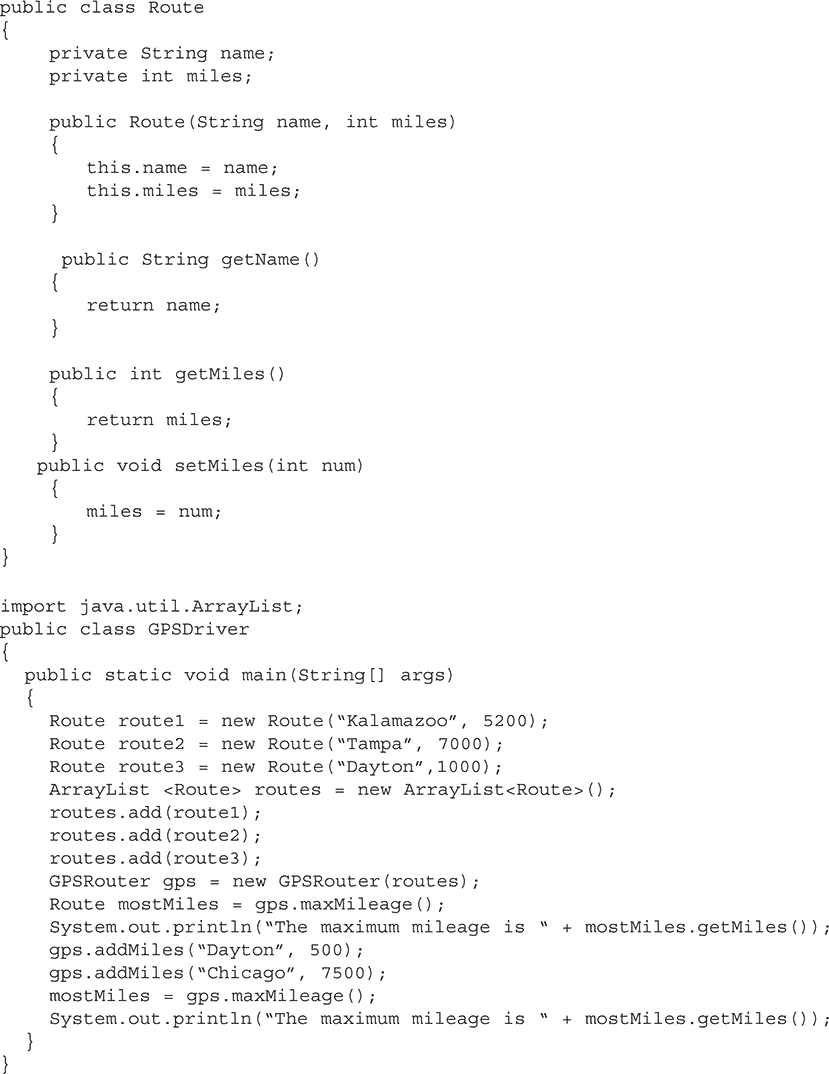 public class Route
{
    private String name;
    private int miles;

    public Route(String name, int miles)
    {
       this.name = name;
       this.miles = miles;
    }

     public String getName()
    {
       return name;
    }

    public int getMiles()
    {
       return miles;
    }
   public void setMiles(int num)
    {
       miles = num;
    }
}

import java.util.ArrayList;
public class GPSDriver
{
  public static void main(String[] args)
  {
    Route route1 = new Route(“Kalamazoo”, 5200);
    Route route2 = new Route(“Tampa”, 7000);
    Route route3 = new Route(“Dayton”,1000);
    ArrayList <Route> routes = new ArrayList<Route>();
    routes.add(route1);
    routes.add(route2);
    routes.add(route3);
    GPSRouter gps = new GPSRouter(routes);
    Route mostMiles = gps.maxMileage();
    System.out.println(“The maximum mileage is “ + mostMiles.getMiles());
    gps.addMiles(“Dayton”, 500);
    gps.addMiles(“Chicago”, 7500);
    mostMiles = gps.maxMileage();
    System.out.println(“The maximum mileage is “ + mostMiles.getMiles());
  }
}